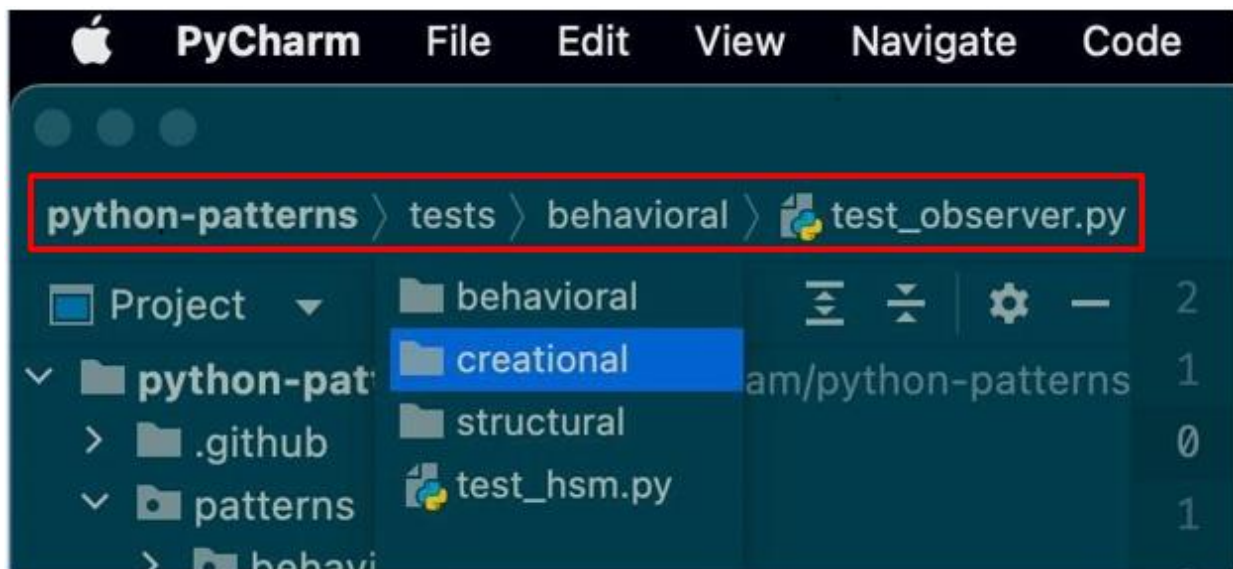 PyCharm File Edit View Navigate Code
python-patterns 〉 tests 〉 behavioral 〉 test_observer.py
Project behavioral 2
python-pat creational am/python-patterns 1
.github structural 0
patterns test_hsm.py 1
behavi